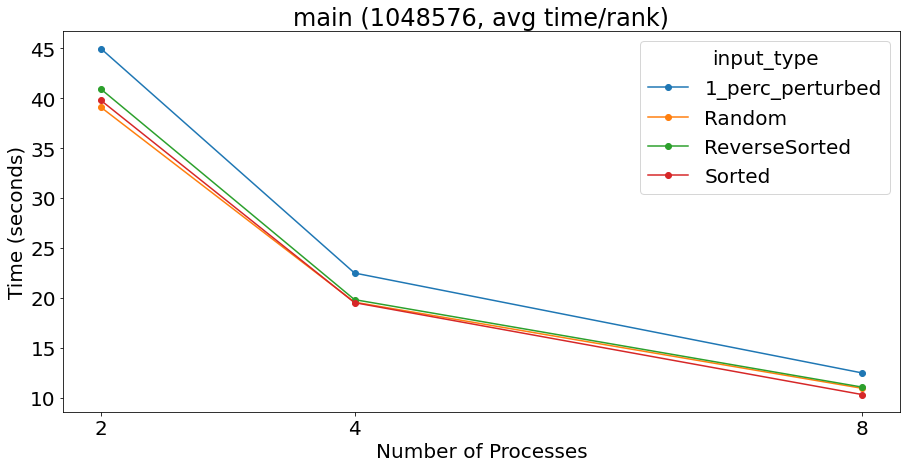 main (1048576, avg time/rank)
Time (seconds)
45
40
35
30
25
20
15
10
input_type
1_perc_perturbed
Random
ReverseSorted
Sorted
2 4 8
Number of Processes